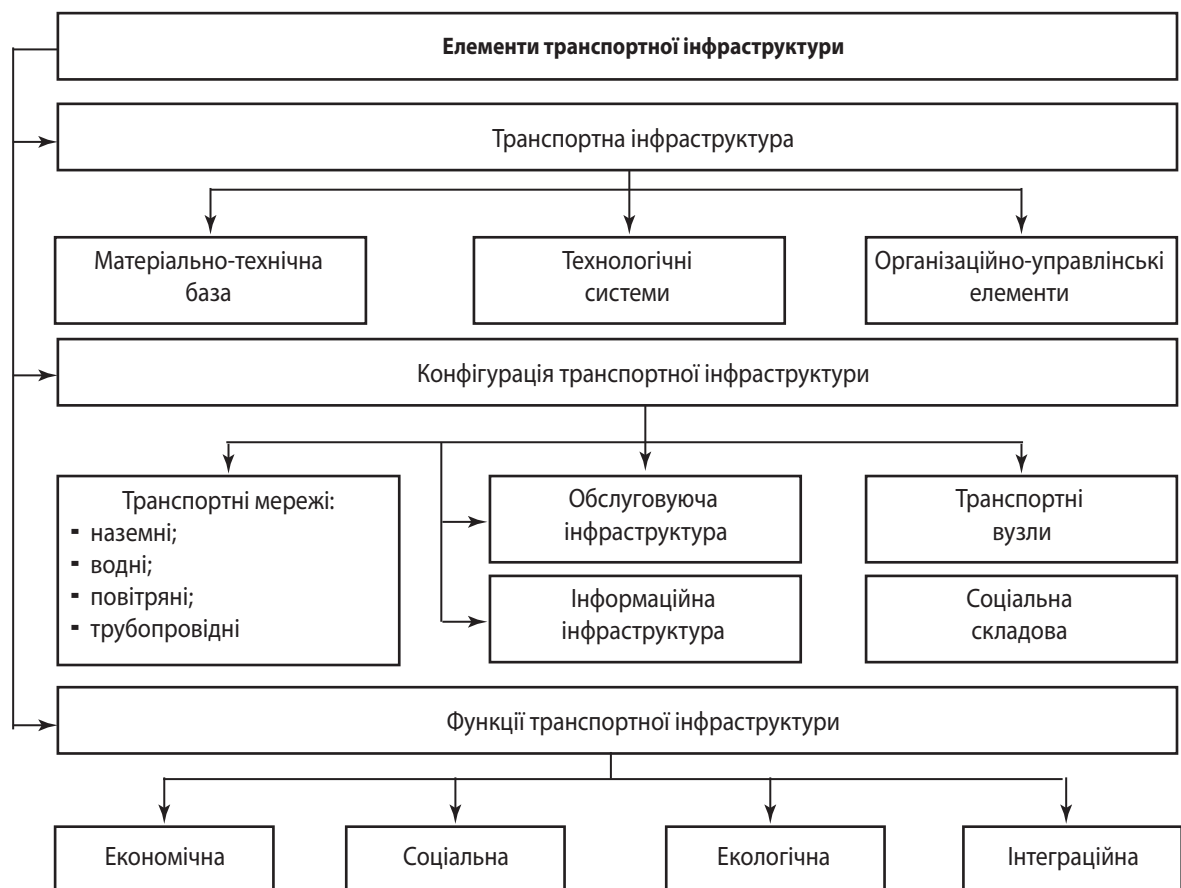 Елементи транспортної інфраструктури
Транспортна інфраструктура
Матеріально-технічна
база
Технологічні
системи
Організаційно-управлінські
елементи
Конфігурація транспортної інфраструктури
Транспортні мережі:
▪ наземні;
▪ водні;
▪ повітряні;
▪ трубопровідні
Обслуговуюча
інфраструктура
Інформаційна
інфраструктура
Транспортні
вузли
Соціальна
складова
Функції транспортної інфраструктури
Економічна
Соціальна
Екологічна
Інтеграційна